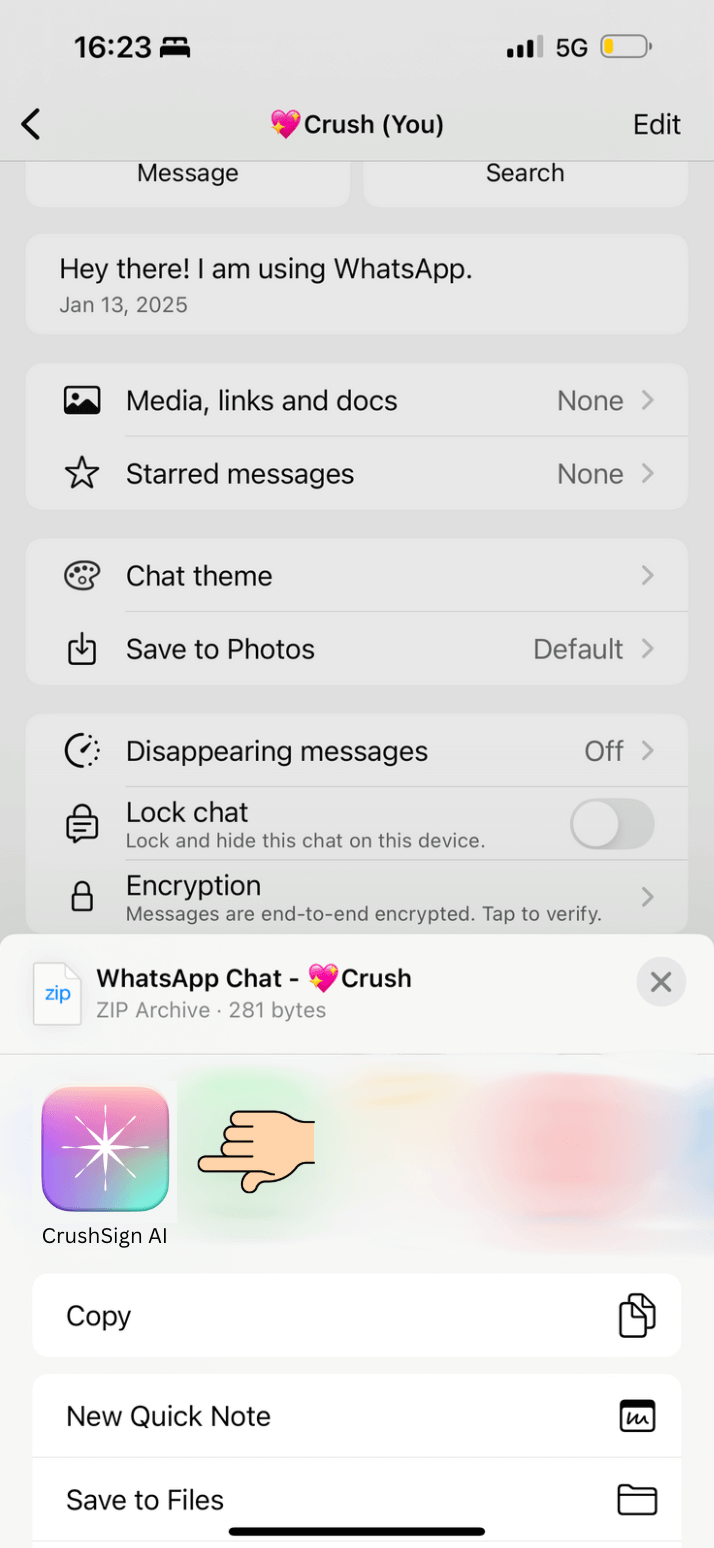 16:23 5G
💖Crush (You) Edit
Message Search
Hey there! I am using WhatsApp.
Jan 13, 2025
Media, links and docs None
Starred messages None
Chat theme
Save to Photos Default
Disappearing messages Off
Lock chat
Lock and hide this chat on this device.
Encryption
Messages are end-to-end encrypted. Tap to verify.
zip WhatsApp Chat - 💖Crush
ZIP Archive · 281 bytes
CrushSign AI
Copy
New Quick Note
Save to Files